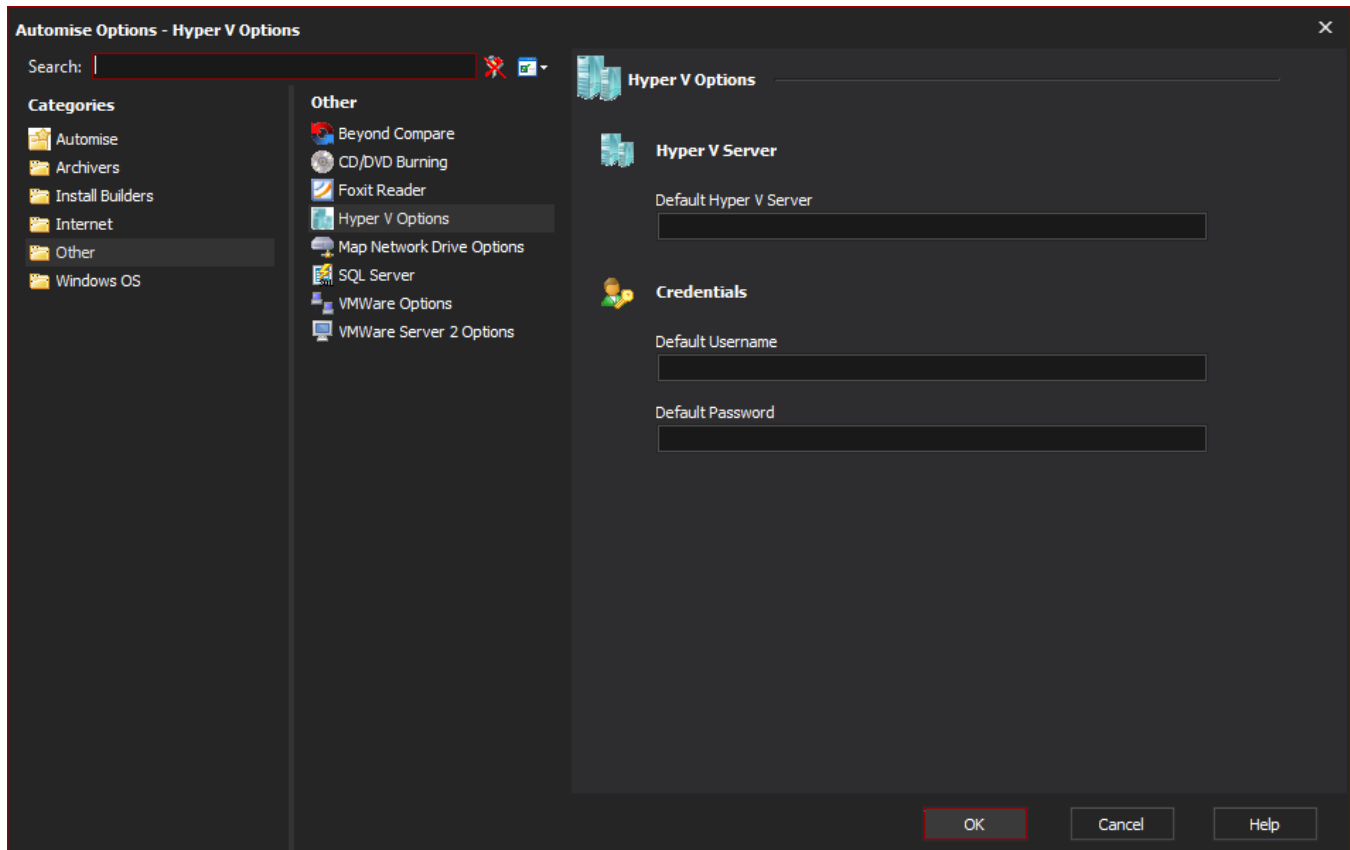 Automise Options - Hyper V Options
Search:
Categories
Automise
Archivers
Install Builders
Internet
Other
Windows OS
Other
Beyond Compare
CD/DVD Burning
Foxit Reader
Hyper V Options
Map Network Drive Options
SQL Server
VMWare Options
VMWare Server 2 Options
Hyper V Options
Hyper V Server
Default Hyper V Server
Credentials
Default Username
Default Password
OK
Cancel
Help